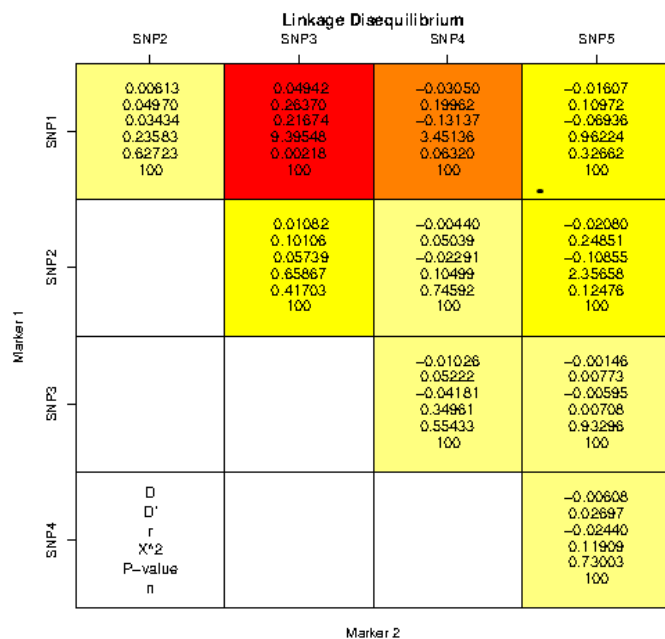 Linkage Disequilibrium
SNP2 SNP3 SNP4 SNP5
SNP1
0.00613 0.04942 −0.03050 −0.01607
0.04970 0.26370 0.19962 0.10972
0.03434 0.21674 −0.13137 −0.06936
0.23583 9.39548 3.45136 0.96224
0.62723 0.00218 0.06320 0.32662
100 100 100 100
SNP2
0.01082 −0.00440 −0.02080
0.10106 0.05039 0.24851
0.05739 −0.02291 −0.10855
0.65867 0.10499 2.35658
0.41703 0.74592 0.12476
100 100 100
Marker 1
SNP3
−0.01026 −0.00146
0.05222 0.00773
−0.04181 −0.00595
0.34961 0.00708
0.55433 0.93296
100 100
SNP4
D −0.00608
D' 0.02697
r −0.02440
X^2 0.11909
P−value 0.73003
n 100
Marker 2